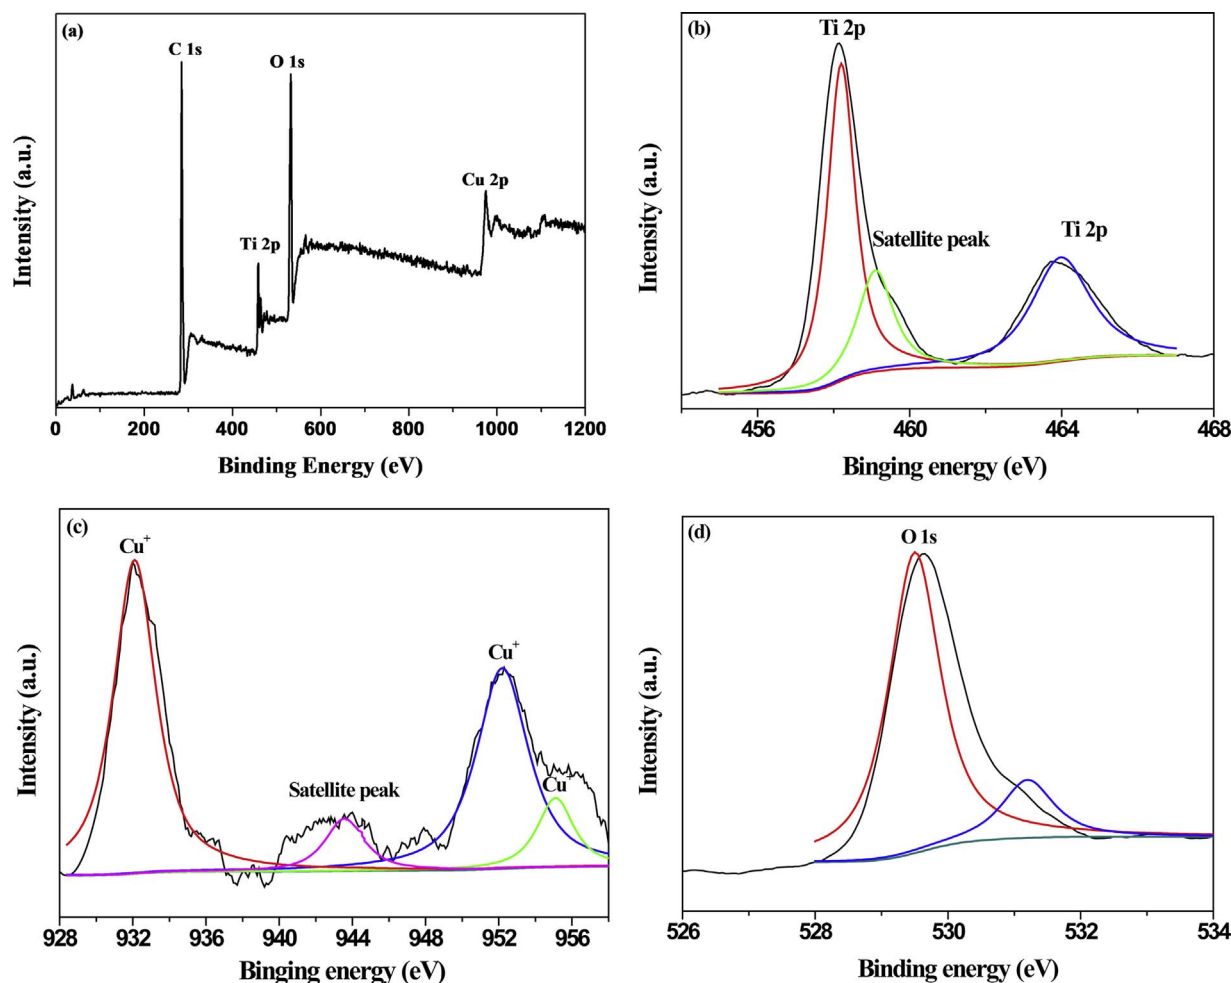 (a)
C 1s
O 1s
Cu 2p
Ti 2p
Intensity (a.u.)
0 200 400 600 800 1000 1200
Binding Energy (eV)
(b)
Ti 2p
Satellite peak
Ti 2p
Intensity (a.u.)
456 460 464 468
Binging energy (eV)
(c)
Cu+
Cu+
Satellite peak
Cu+
Intensity (a.u.)
928 932 936 940 944 948 952 956
Binging energy (eV)
(d)
O 1s
Intensity (a.u.)
526 528 530 532 534
Binding energy (eV)